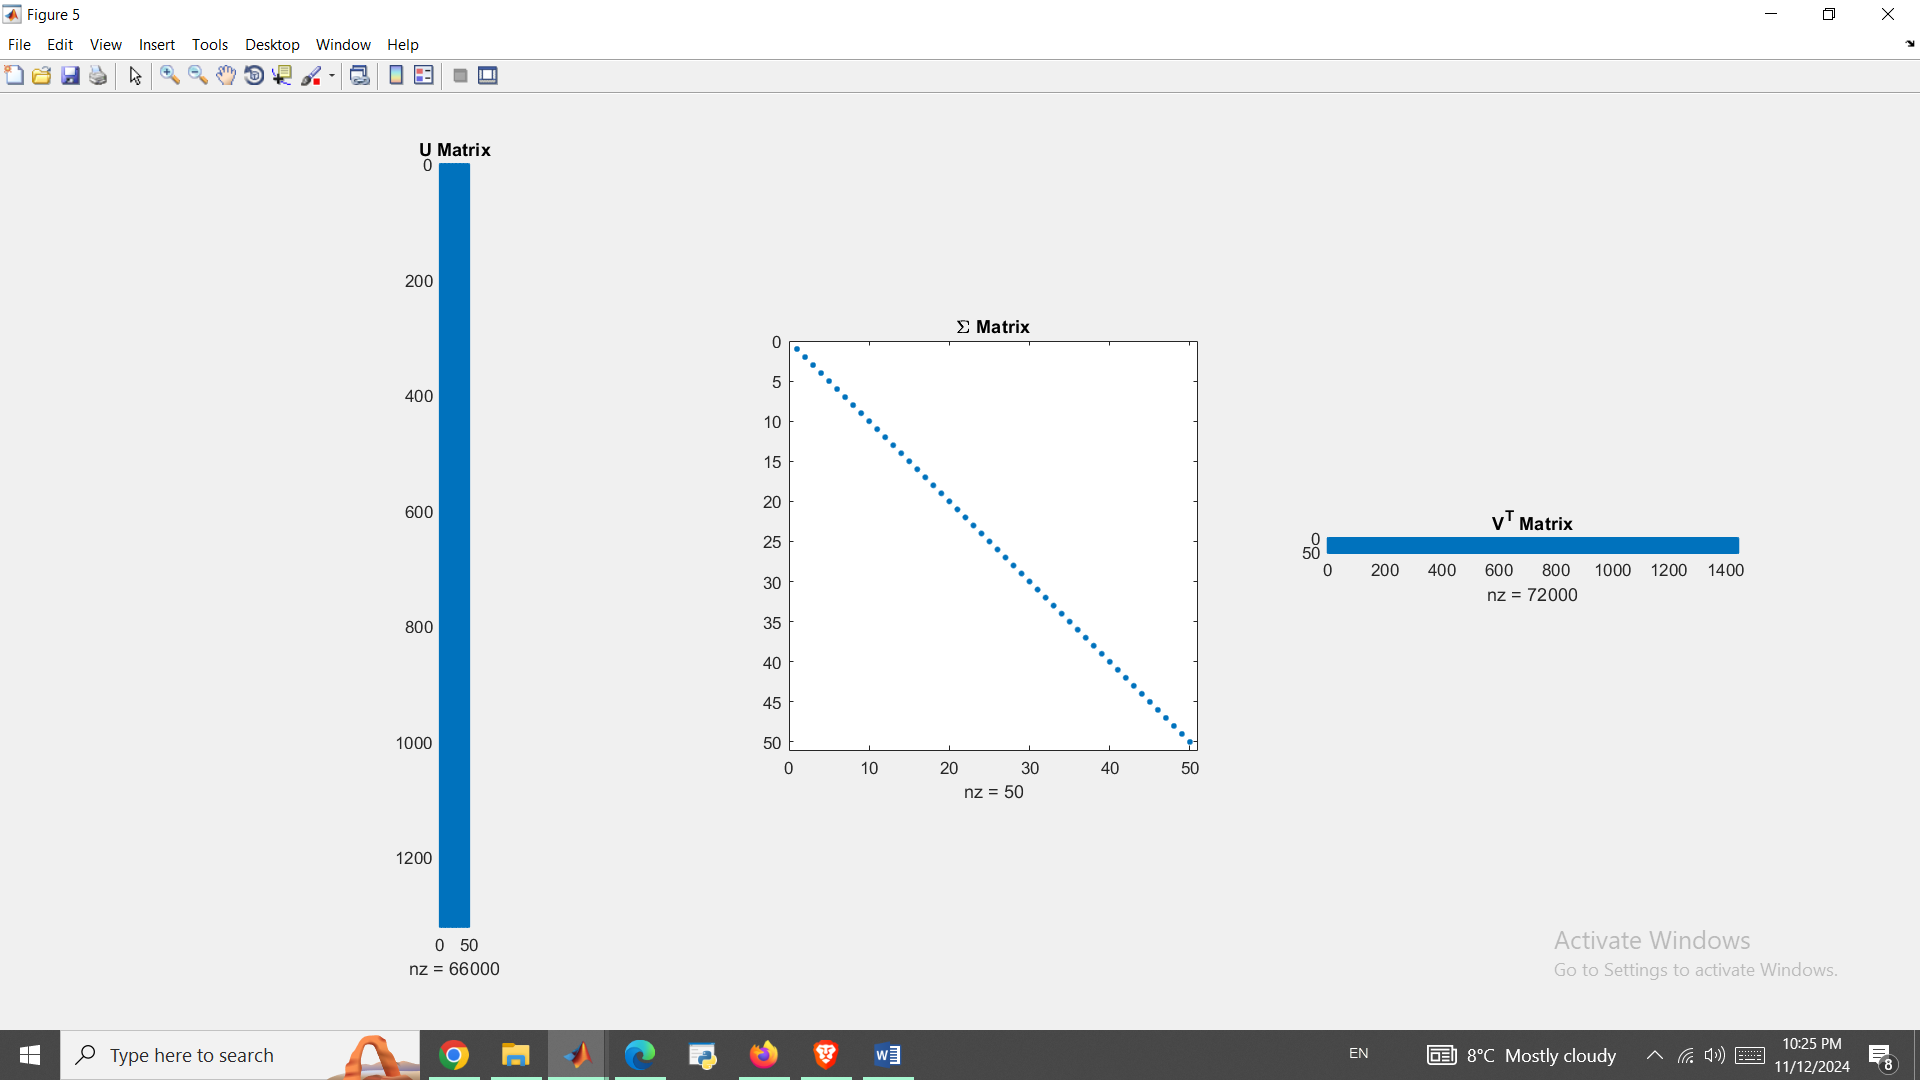 Figure 5
File Edit View Insert Tools Desktop Window Help
U Matrix
0
200
400
600
800
1000
1200
0 50
nz = 66000
Σ Matrix
0
5
10
15
20
25
30
35
40
45
50
0 10 20 30 40 50
nz = 50
V^T Matrix
0
50
0 200 400 600 800 1000 1200 1400
nz = 72000
Activate Windows
Go to Settings to activate Windows.
Type here to search
EN
8°C Mostly cloudy
10:25 PM
11/12/2024
8